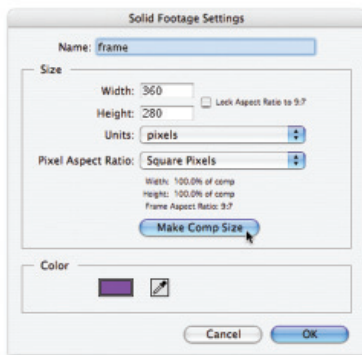 Solid Footage Settings
Name: frame
Size
Width: 360
Lock Aspect Ratio to 9:7
Height: 280
Units: pixels
Pixel Aspect Ratio: Square Pixels
Width: 100.0% of comp
Height: 100.0% of comp
Frame Aspect Ratio: 9:7
Make Comp Size
Color
Cancel
OK